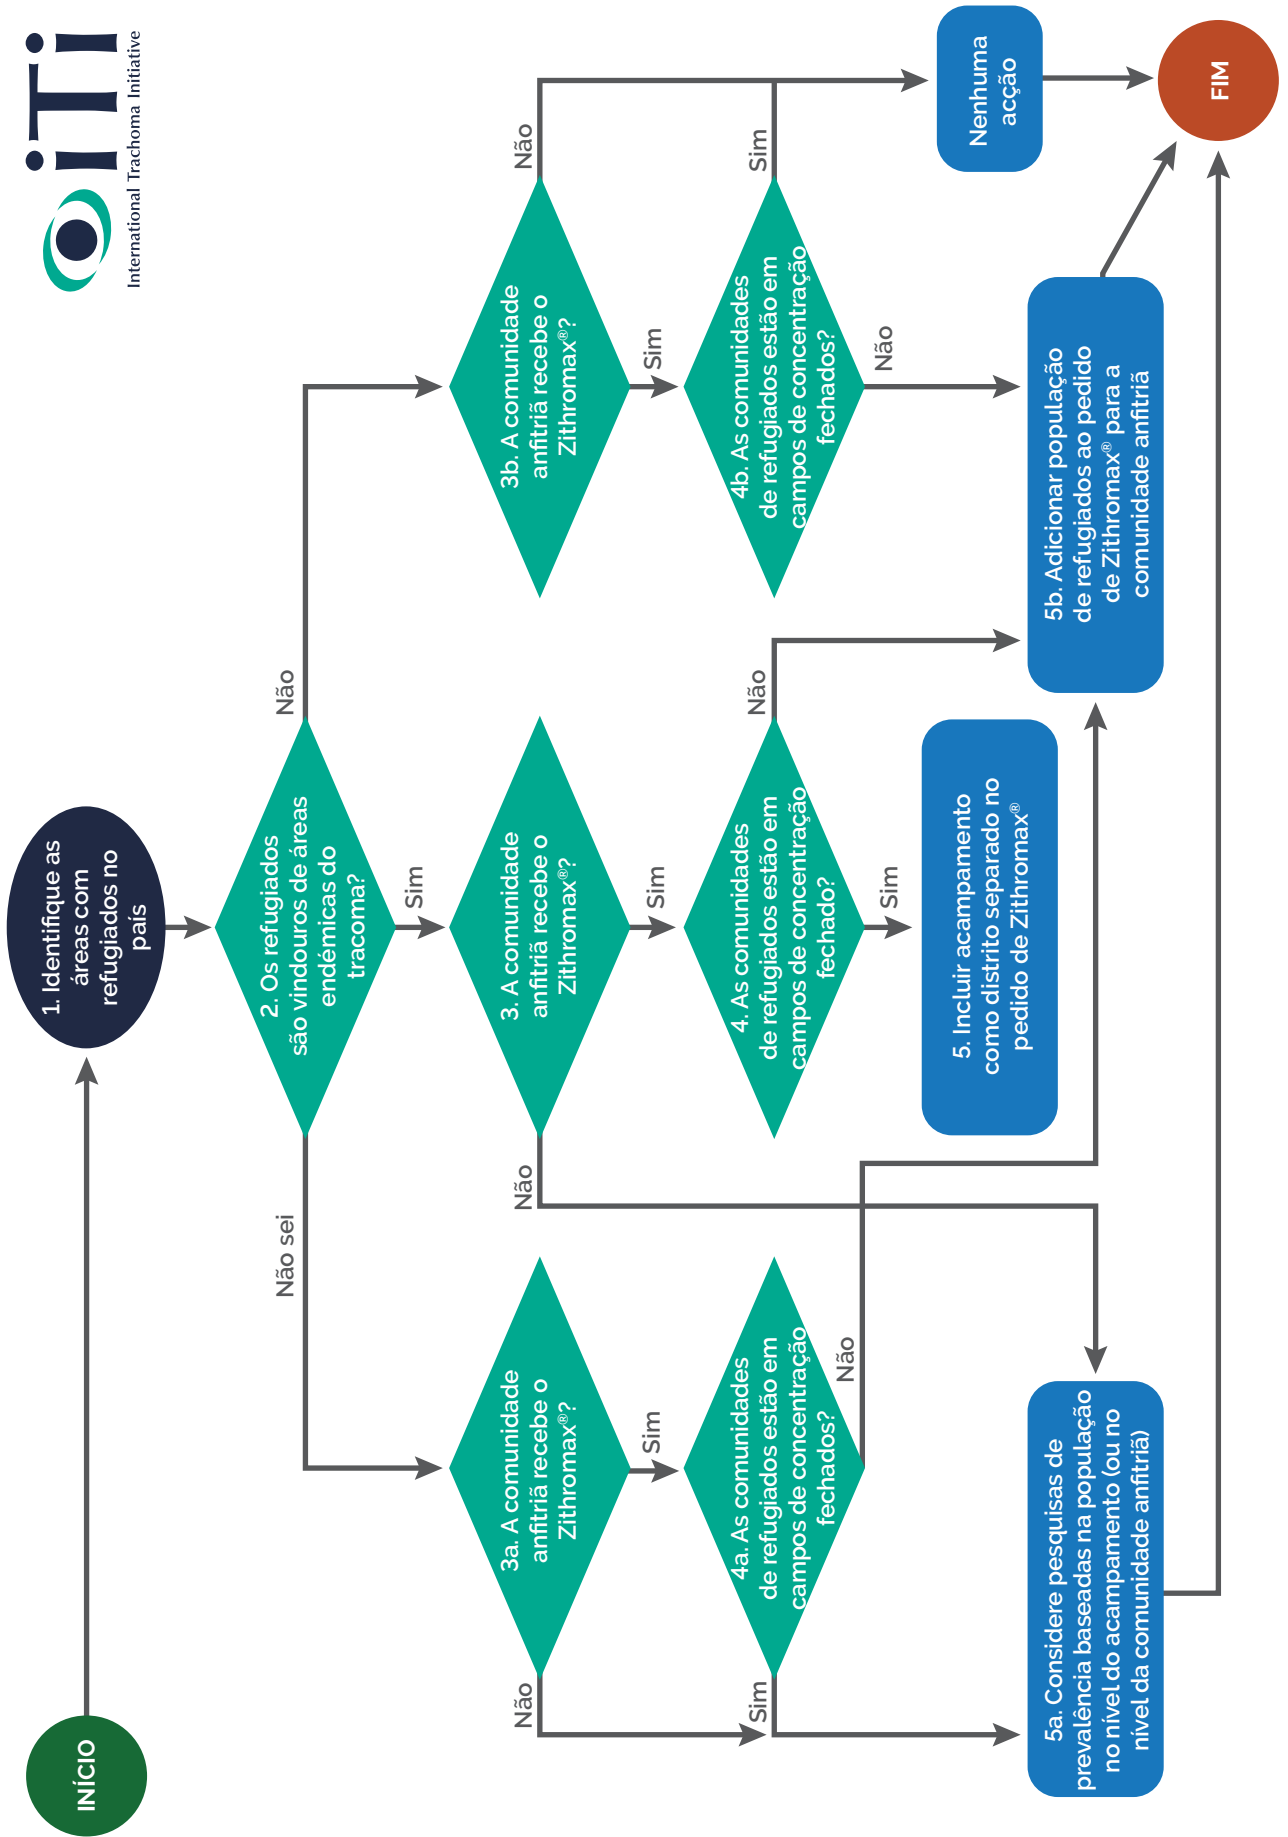 iTi
International Trachoma Initiative
INÍCIO
1. Identifique as
áreas com
refugiados no
país
2. Os refugiados
são vindouros de áreas
endémicas do
tracoma?
Não sei
Sim
Não
3a. A comunidade
anfitriã recebe o
Zithromax®?
Não
Sim
3. A comunidade
anfitriã recebe o
Zithromax®?
Não
Sim
3b. A comunidade
anfitriã recebe o
Zithromax®?
Não
Sim
4a. As comunidades
de refugiados estão em
campos de concentração
fechados?
Sim
Não
4. As comunidades
de refugiados estão em
campos de concentração
fechado?
Sim
Não
4b. As comunidades
de refugiados estão em
campos de concentração
fechados?
Sim
Não
5a. Considere pesquisas de
prevalência baseadas na população
no nível do acampamento (ou no
nível da comunidade anfitriã)
5. Incluir acampamento
como distrito separado no
pedido de Zithromax®
5b. Adicionar população
de refugiados ao pedido
de Zithromax® para a
comunidade anfitriã
Nenhuma
acção
FIM